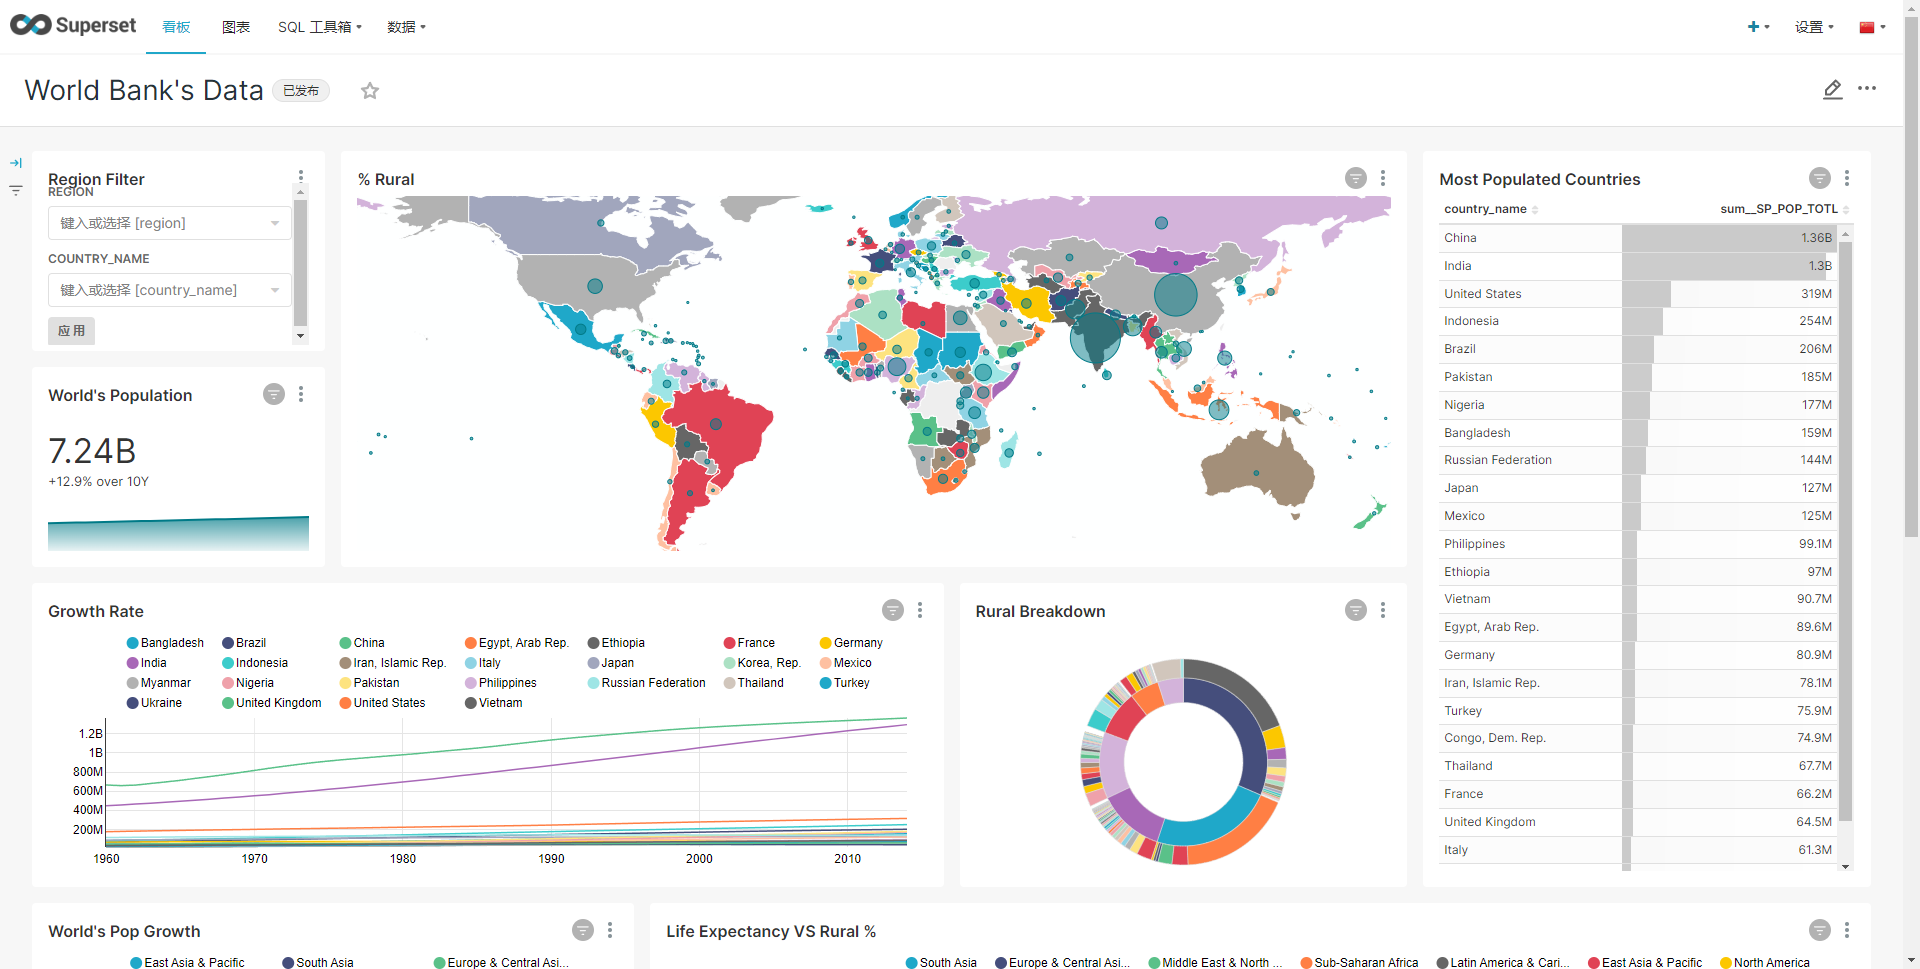 Superset 看板 图表 SQL 工具箱 数据 设置
World Bank's Data 已发布
Region Filter
REGION
键入或选择 [region]
COUNTRY_NAME
键入或选择 [country_name]
应 用
World's Population
7.24B
+12.9% over 10Y
% Rural
Most Populated Countries
country_name sum__SP_POP_TOTL
China 1.36B
India 1.3B
United States 319M
Indonesia 254M
Brazil 206M
Pakistan 185M
Nigeria 177M
Bangladesh 159M
Russian Federation 144M
Japan 127M
Mexico 125M
Philippines 99.1M
Ethiopia 97M
Vietnam 90.7M
Egypt, Arab Rep. 89.6M
Germany 80.9M
Iran, Islamic Rep. 78.1M
Turkey 75.9M
Congo, Dem. Rep. 74.9M
Thailand 67.7M
France 66.2M
United Kingdom 64.5M
Italy 61.3M
Growth Rate
Bangladesh Brazil China Egypt, Arab Rep. Ethiopia France Germany
India Indonesia Iran, Islamic Rep. Italy Japan Korea, Rep. Mexico
Myanmar Nigeria Pakistan Philippines Russian Federation Thailand Turkey
Ukraine United Kingdom United States Vietnam
1.2B
1B
800M
600M
400M
200M
1960 1970 1980 1990 2000 2010
Rural Breakdown
World's Pop Growth
East Asia & Pacific South Asia Europe & Central Asi...
Life Expectancy VS Rural %
South Asia Europe & Central Asi... Middle East & North ... Sub-Saharan Africa Latin America & Cari... East Asia & Pacific North America